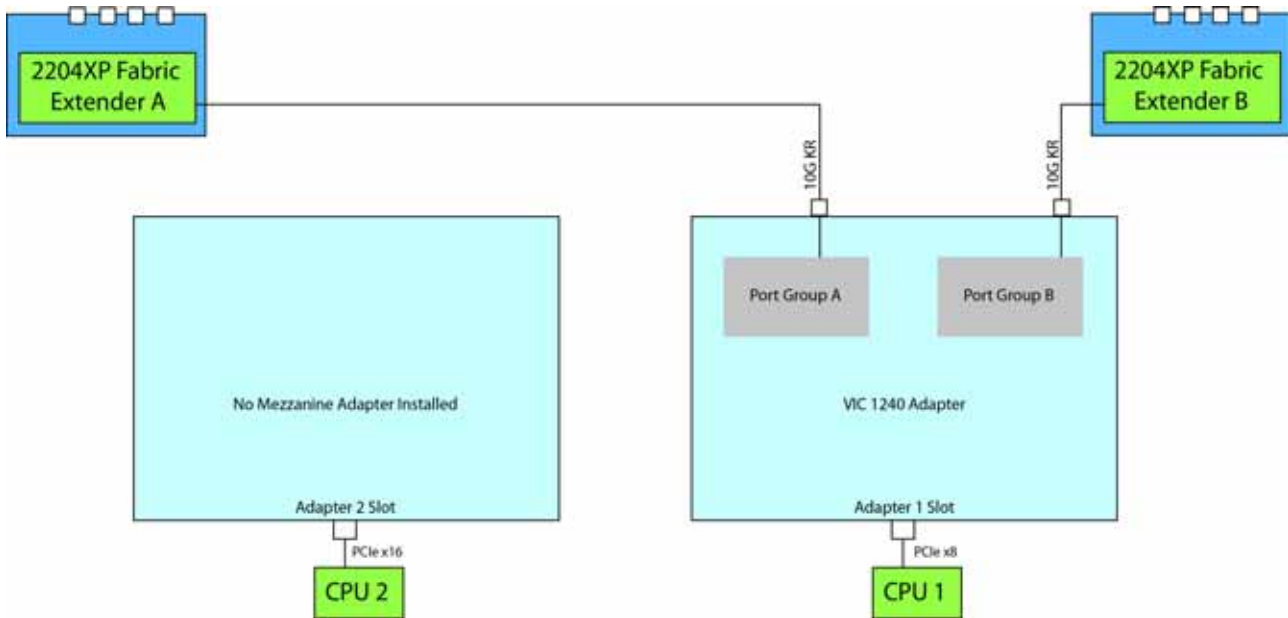 2204XP Fabric
Extender A
2204XP Fabric
Extender B
10G KR
10G KR
Port Group A
Port Group B
No Mezzanine Adapter Installed
VIC 1240 Adapter
Adapter 2 Slot
Adapter 1 Slot
PCIe x16
PCIe x8
CPU 2
CPU 1